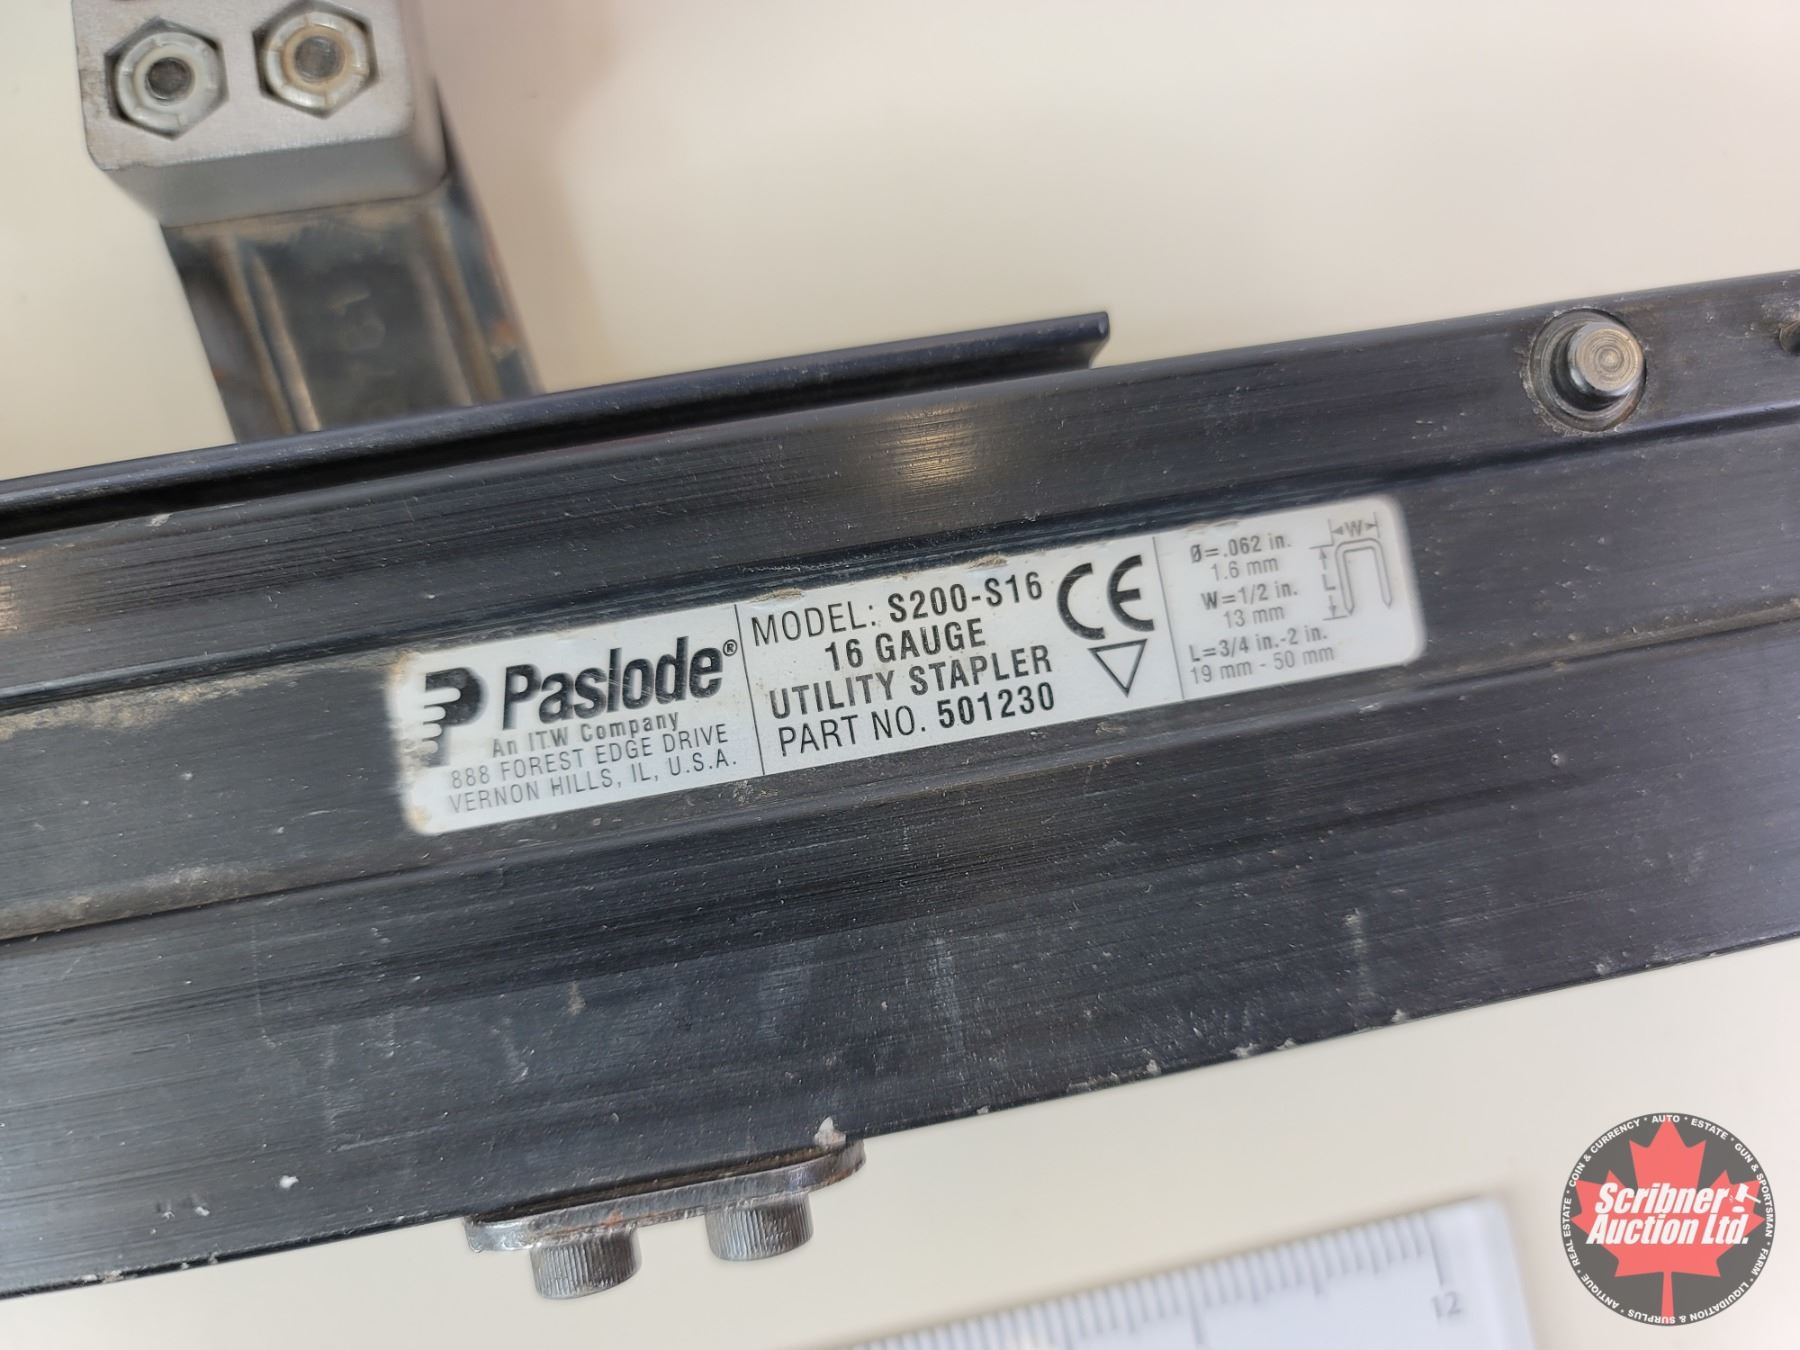 Paslode®
An ITW Company
888 FOREST EDGE DRIVE
VERNON HILLS, IL, U.S.A.
MODEL: S200-S16
16 GAUGE
UTILITY STAPLER
PART NO. 501230
CE
Ø=.062 in.
1.6 mm
W=1/2 in.
13 mm
L=3/4 in.-2 in.
19 mm - 50 mm
W
L
12
Scribner
Auction Ltd.
REAL ESTATE • COIN & CURRENCY • AUTO • ESTATE • GUN & SPORTSMAN • FARM • LIQUIDATION & SURPLUS • ANTIQUE •